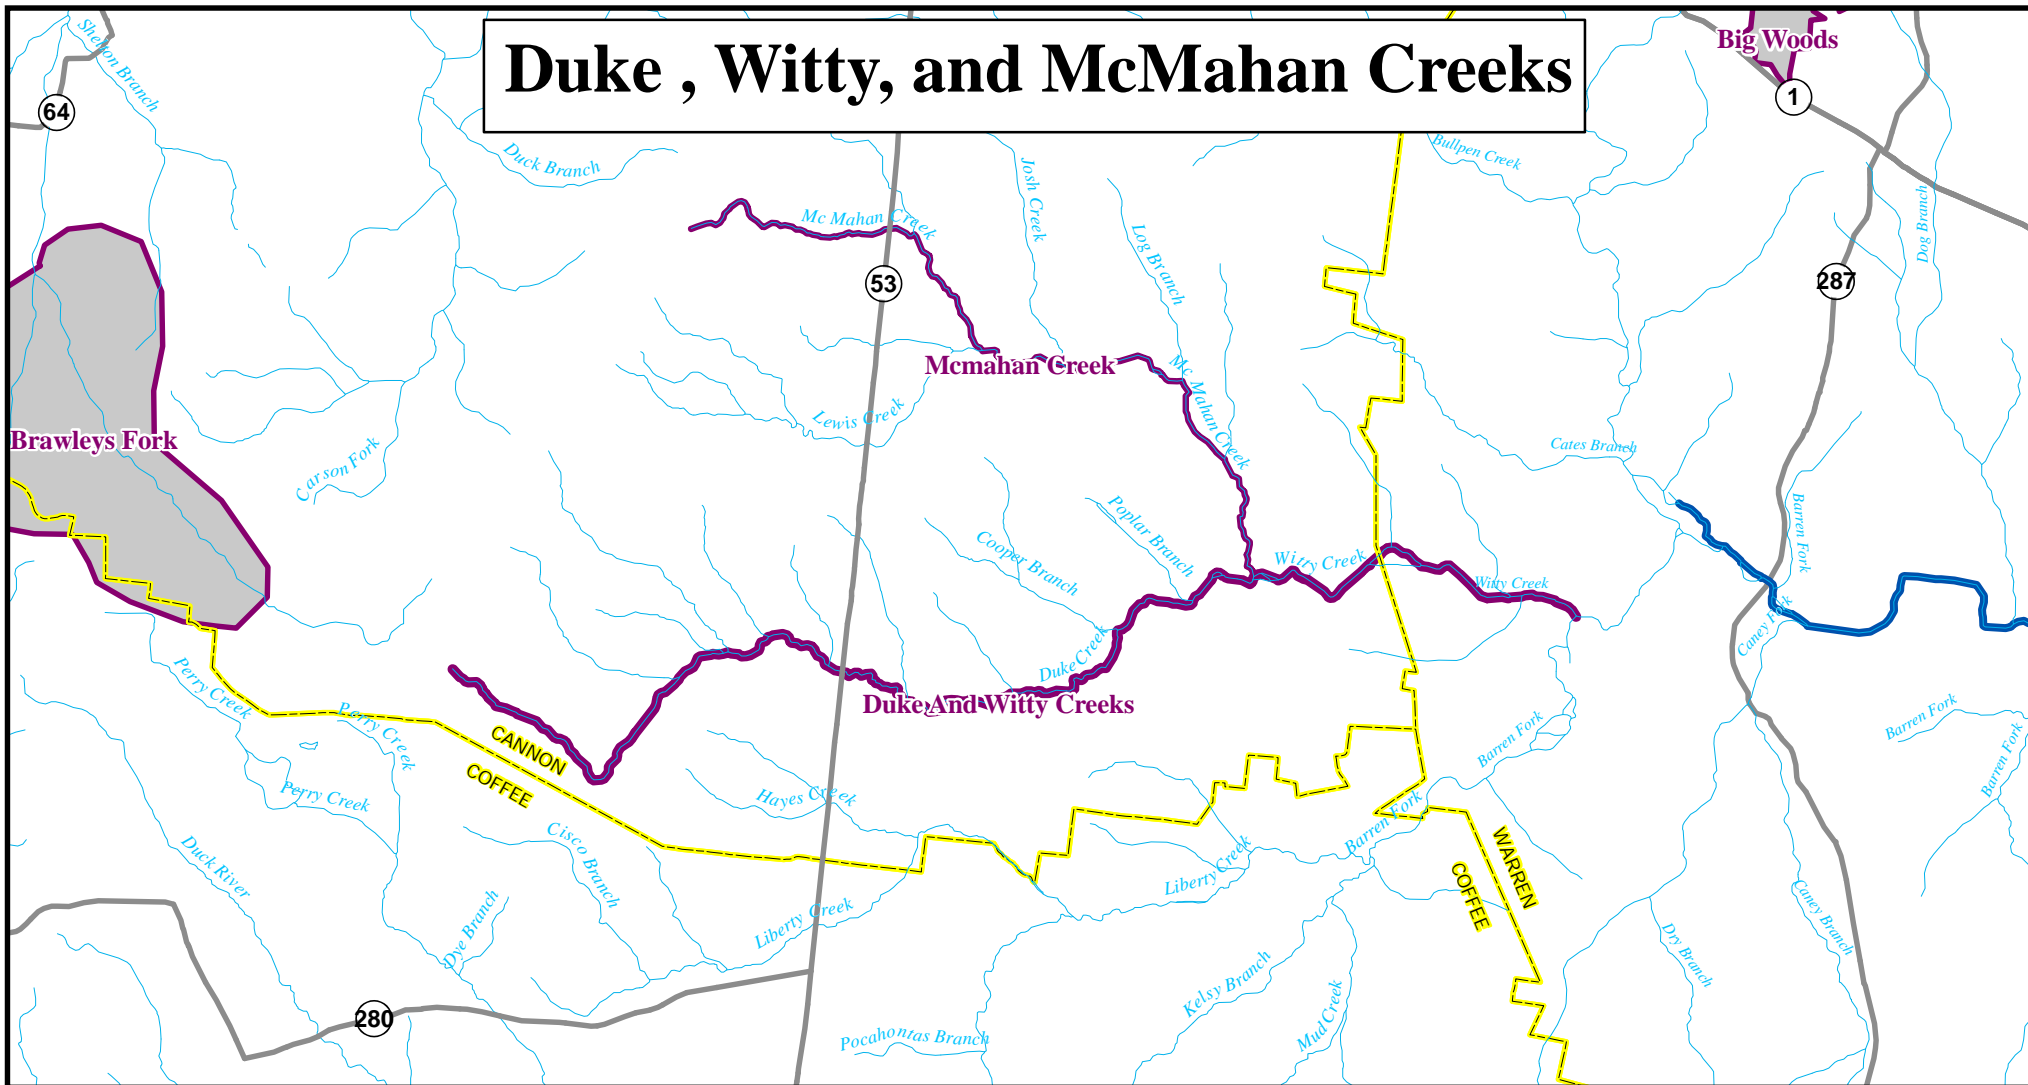 Duke , Witty, and McMahan Creeks
Big Woods
Shelton Branch
64
1
Duck Branch
Bullpen Creek
Josh Creek
Mc Mahan Creek
Dog Branch
Log Branch
53
287
Mcmahan Creek
Mc Mahan Creek
Lewis Creek
Brawleys Fork
Carson Fork
Cates Branch
Poplar Branch
Cooper Branch
Barren Fork
Witty Creek
Witty Creek
Caney Fork
Duke Creek
Duke And Witty Creeks
Perry Creek
Perry Creek
CANNON
COFFEE
Barren Fork
Barren Fork
Barren Fork
Perry Creek
Hayes Creek
Barren Fork
Cisco Branch
Duck River
Liberty Creek
WARREN
COFFEE
Dye Branch
Liberty Creek
Caney Branch
Dry Branch
Kelsy Branch
280
Mud Creek
Pocahontas Branch